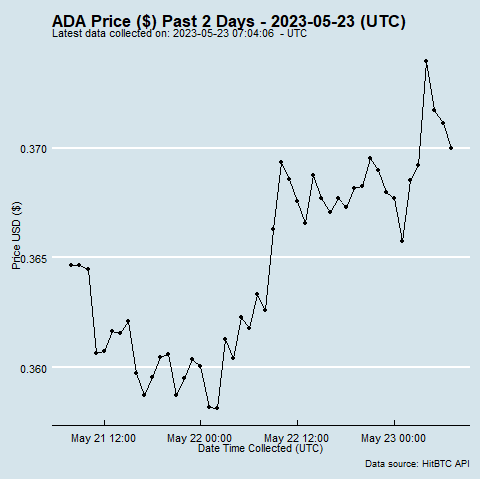 ADA Price ($) Past 2 Days - 2023-05-23 (UTC)
Latest data collected on: 2023-05-23 07:04:06  - UTC
Price USD ($)
0.370
0.365
0.360
May 21 12:00
May 22 00:00
May 22 12:00
May 23 00:00
Date Time Collected (UTC)
Data source: HitBTC API